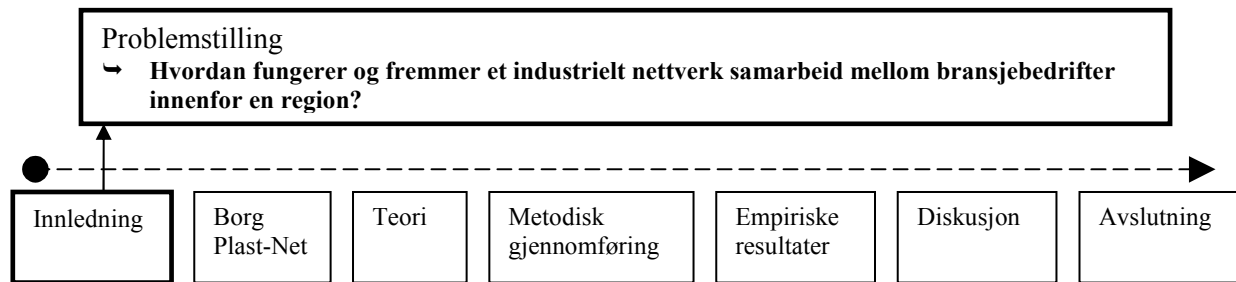 Problemstilling
➥ Hvordan fungerer og fremmer et industrielt nettverk samarbeid mellom bransjebedrifter
innenfor en region?
Innledning
Borg
Plast-Net
Teori
Metodisk
gjennomføring
Empiriske
resultater
Diskusjon
Avslutning